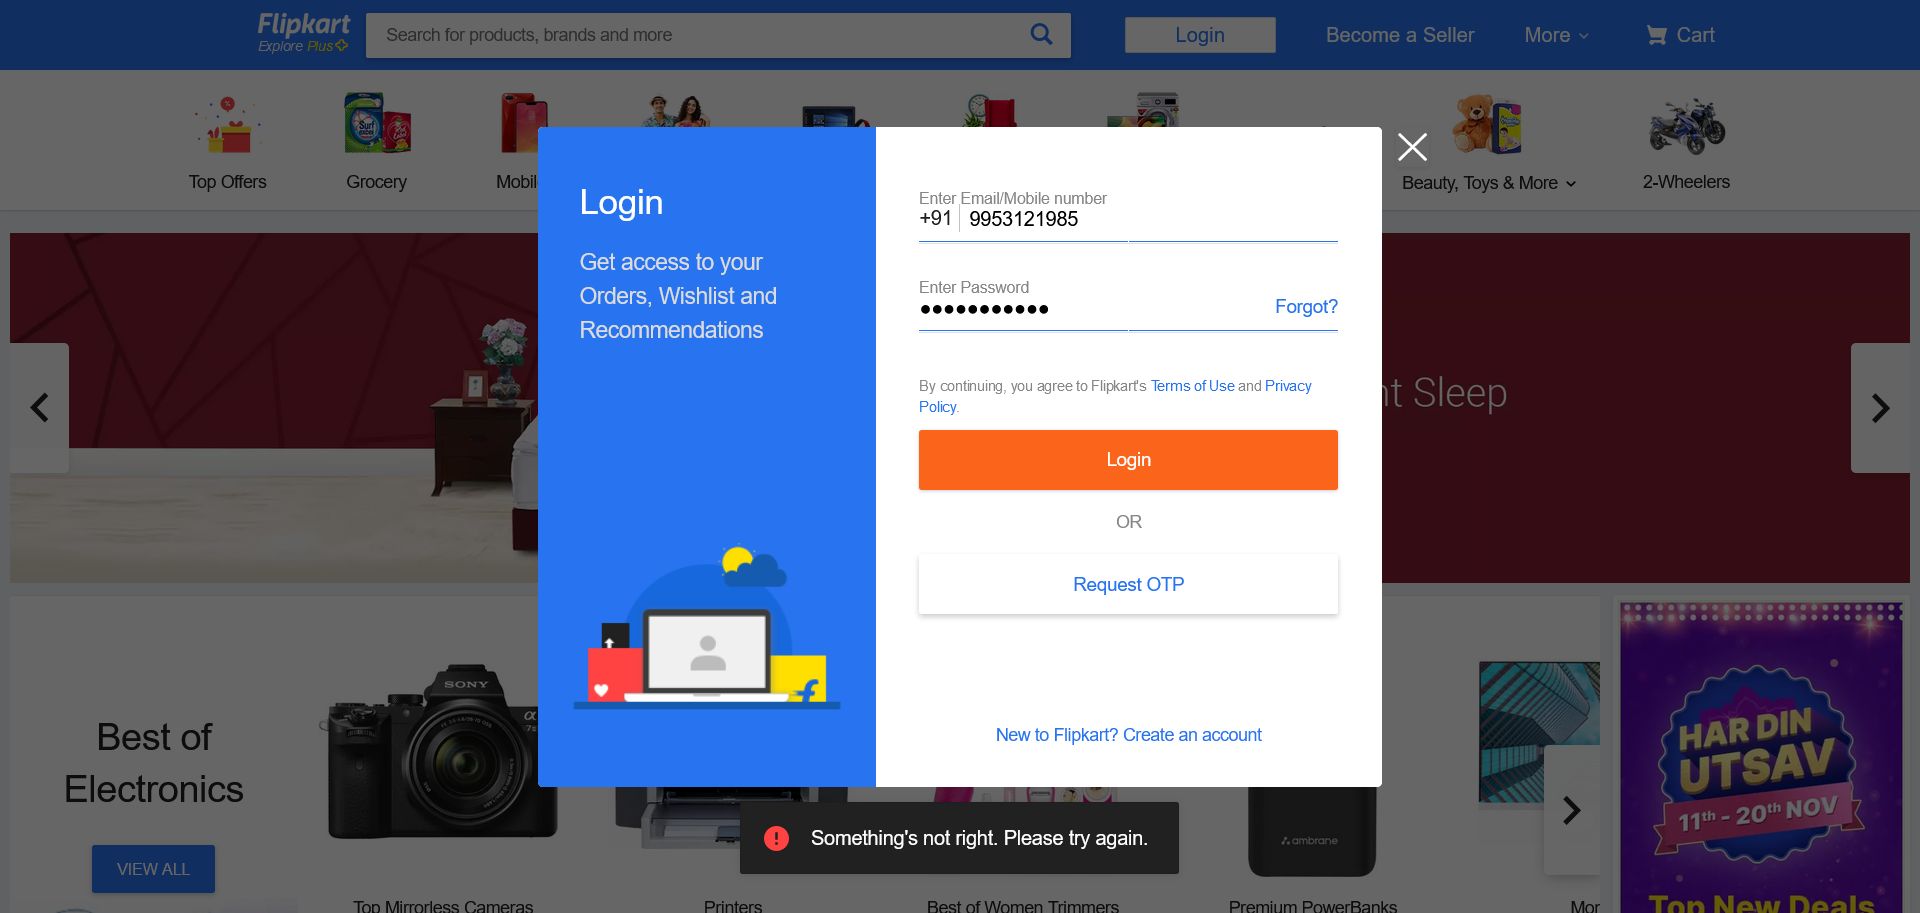 Flipkart
Explore Plus
Search for products, brands and more
Login
Become a Seller
More
Cart
Top Offers
Grocery
Beauty, Toys & More
2-Wheelers
Login
Get access to your
Orders, Wishlist and
Recommendations
Enter Email/Mobile number
+91 9953121985
Enter Password
Forgot?
By continuing, you agree to Flipkart's Terms of Use and Privacy
Policy.
Login
OR
Request OTP
New to Flipkart? Create an account
Sleep
Something's not right. Please try again.
Best of
Electronics
VIEW ALL
SONY
Top Mirrorless Cameras
Printers
Best of Women Trimmers
ambrane
Premium PowerBanks
HAR DIN
UTSAV
11th - 20th NOV
Top New Deals